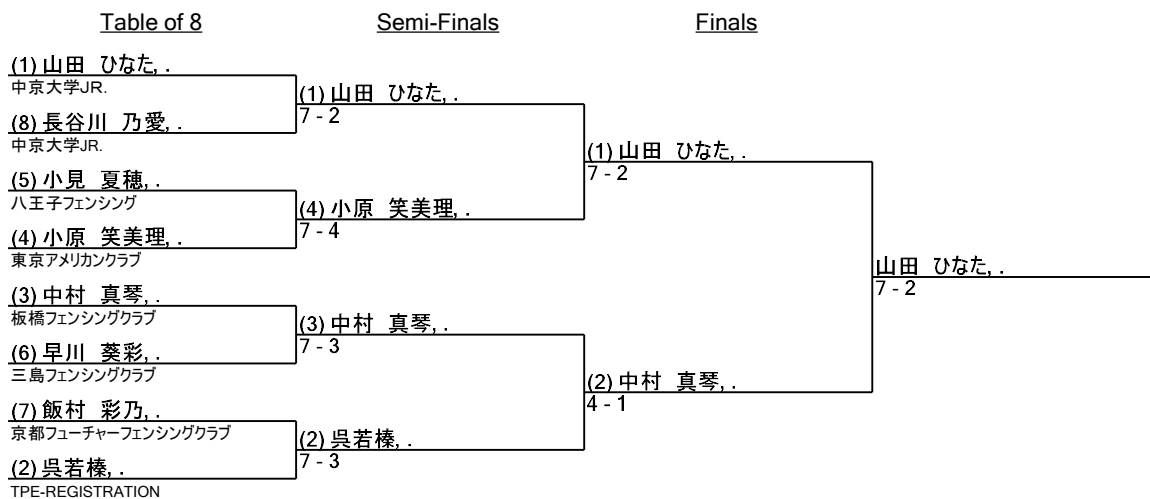 Table of 8
Semi-Finals
Finals
(1) 山田　ひなた, .
中京大学JR.
(8) 長谷川 乃愛, .
中京大学JR.
(5) 小見　夏穂, .
八王子フェンシング
(4) 小原　笑美理, .
東京アメリカンクラブ
(3) 中村　真琴, .
板橋フェンシングクラブ
(6) 早川　葵彩, .
三島フェンシングクラブ
(7) 飯村　彩乃, .
京都フューチャーフェンシングクラブ
(2) 呉若榛, .
TPE-REGISTRATION
(1) 山田　ひなた, .
7 - 2
(4) 小原　笑美理, .
7 - 4
(3) 中村　真琴, .
7 - 3
(2) 呉若榛, .
7 - 3
(1) 山田　ひなた, .
7 - 2
(2) 中村　真琴, .
4 - 1
山田　ひなた, .
7 - 2